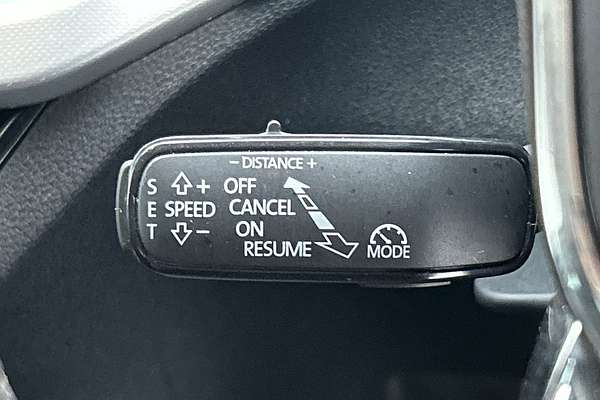 - DISTANCE +
S + OFF
E SPEED CANCEL
T - ON
RESUME
MODE